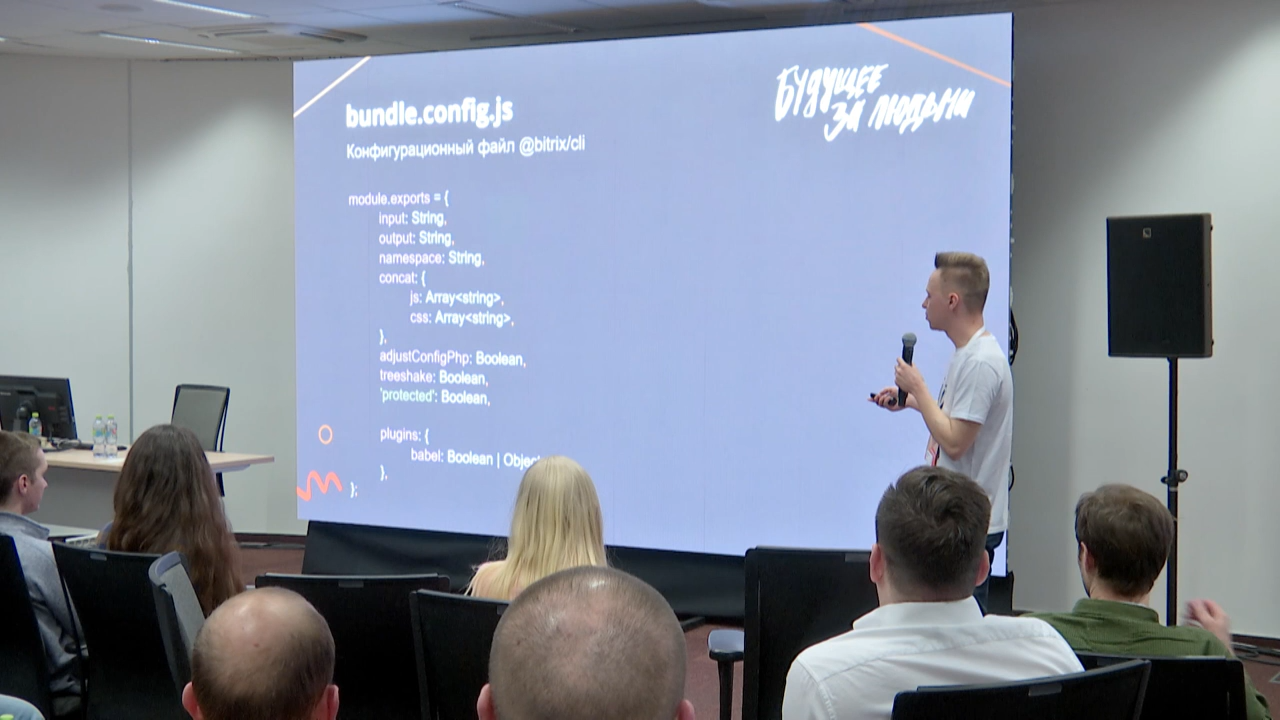 bundle.config.js
БУДУЩЕЕ
ЗА ЛЮДЬМИ
Конфигурационный файл @bitrix/cli
module.exports = {
input: String,
output: String,
namespace: String,
concat: {
js: Array<string>,
css: Array<string>,
},
adjustConfigPhp: Boolean,
treeshake: Boolean,
'protected': Boolean,
plugins: {
babel: Boolean | Objec
},
};